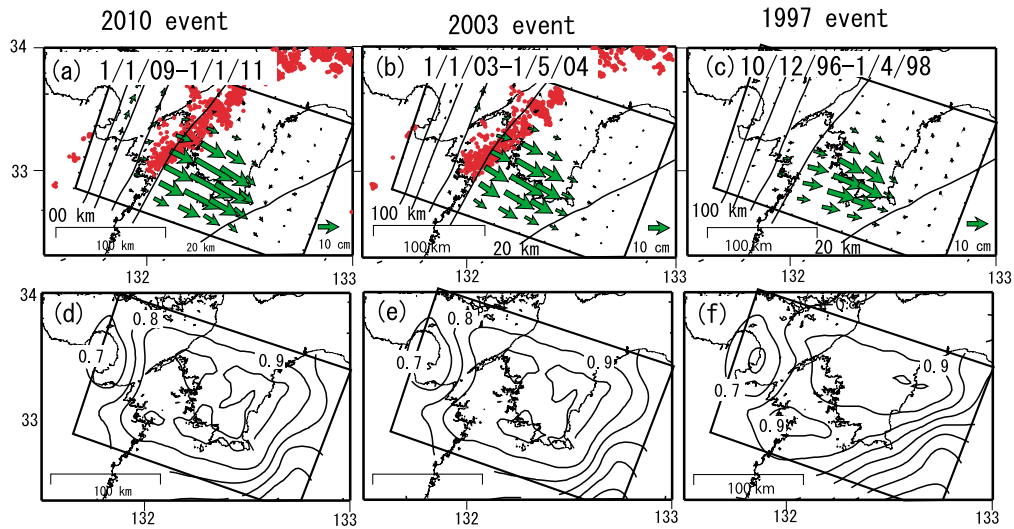 2010 event
2003 event
1997 event
34
(a) 1/1/09-1/1/11
(b) 1/1/03-1/5/04
(c) 10/12/96-1/4/98
33
00 km
100 km
20 km
10 cm
100 km
100 km
20 km
10 cm
100 km
100 km
20 km
10 cm
132
133
132
133
132
133
34
(d)
0.8
0.7
0.9
(e)
0.8
0.7
0.9
(f)
0.7
0.9
0.9
33
100 km
100 km
100 km
132
133
132
133
132
133